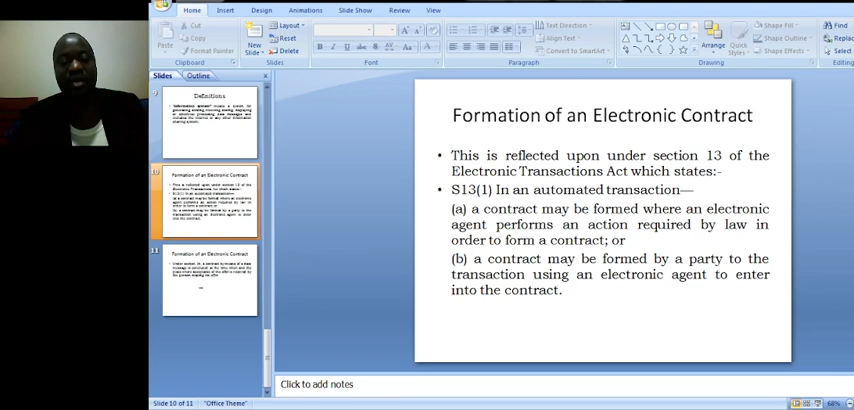 Home Insert Design Animations Slide Show Review View
Cut
Copy
Format Painter
Paste
Clipboard
New
Slide
Layout
Reset
Delete
Slides
Font
Text Direction
Align Text
Convert to SmartArt
Paragraph
Arrange
Quick
Styles
Shape Fill
Shape Outline
Shape Effects
Drawing
Find
Replac
Select
Editing
Slides Outline
9
Definitions
10
Formation of an Electronic Contract
11
Formation of an Electronic Contract
Formation of an Electronic Contract
• This is reflected upon under section 13 of the
Electronic Transactions Act which states:-
• S13(1) In an automated transaction—
(a) a contract may be formed where an electronic
agent performs an action required by law in
order to form a contract; or
(b) a contract may be formed by a party to the
transaction using an electronic agent to enter
into the contract.
Click to add notes
Slide 10 of 11 "Office Theme"
68%